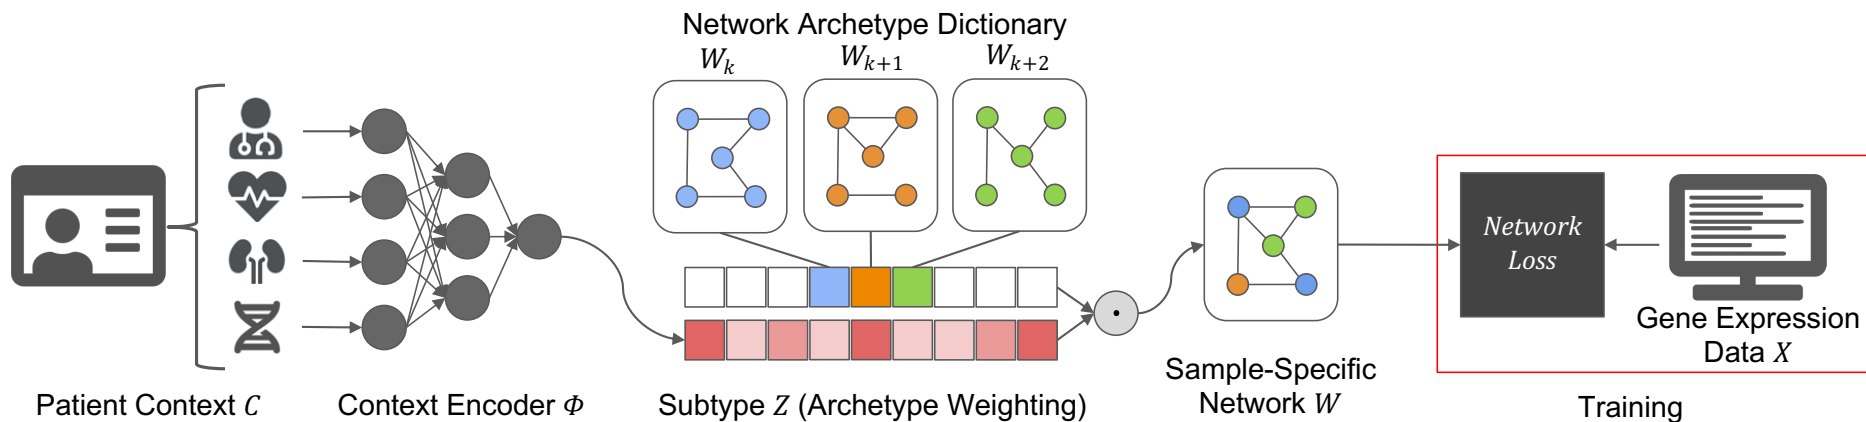 Network Archetype Dictionary
W_k
W_{k+1}
W_{k+2}
Network
Loss
Gene Expression
Data X
Sample-Specific
Network W
Patient Context C
Context Encoder Φ
Subtype Z (Archetype Weighting)
Training